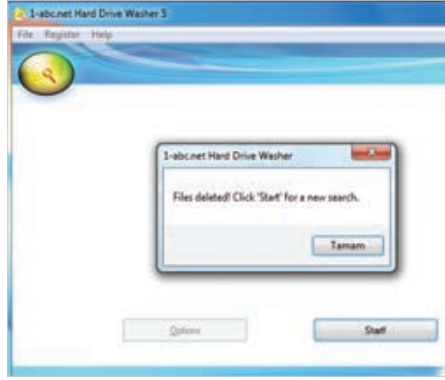 1-abc.net Hard Drive Washer 5
File Register Help
1-abc.net Hard Drive Washer
Files deleted! Click 'Start' for a new search.
Tamam
Options
Start!